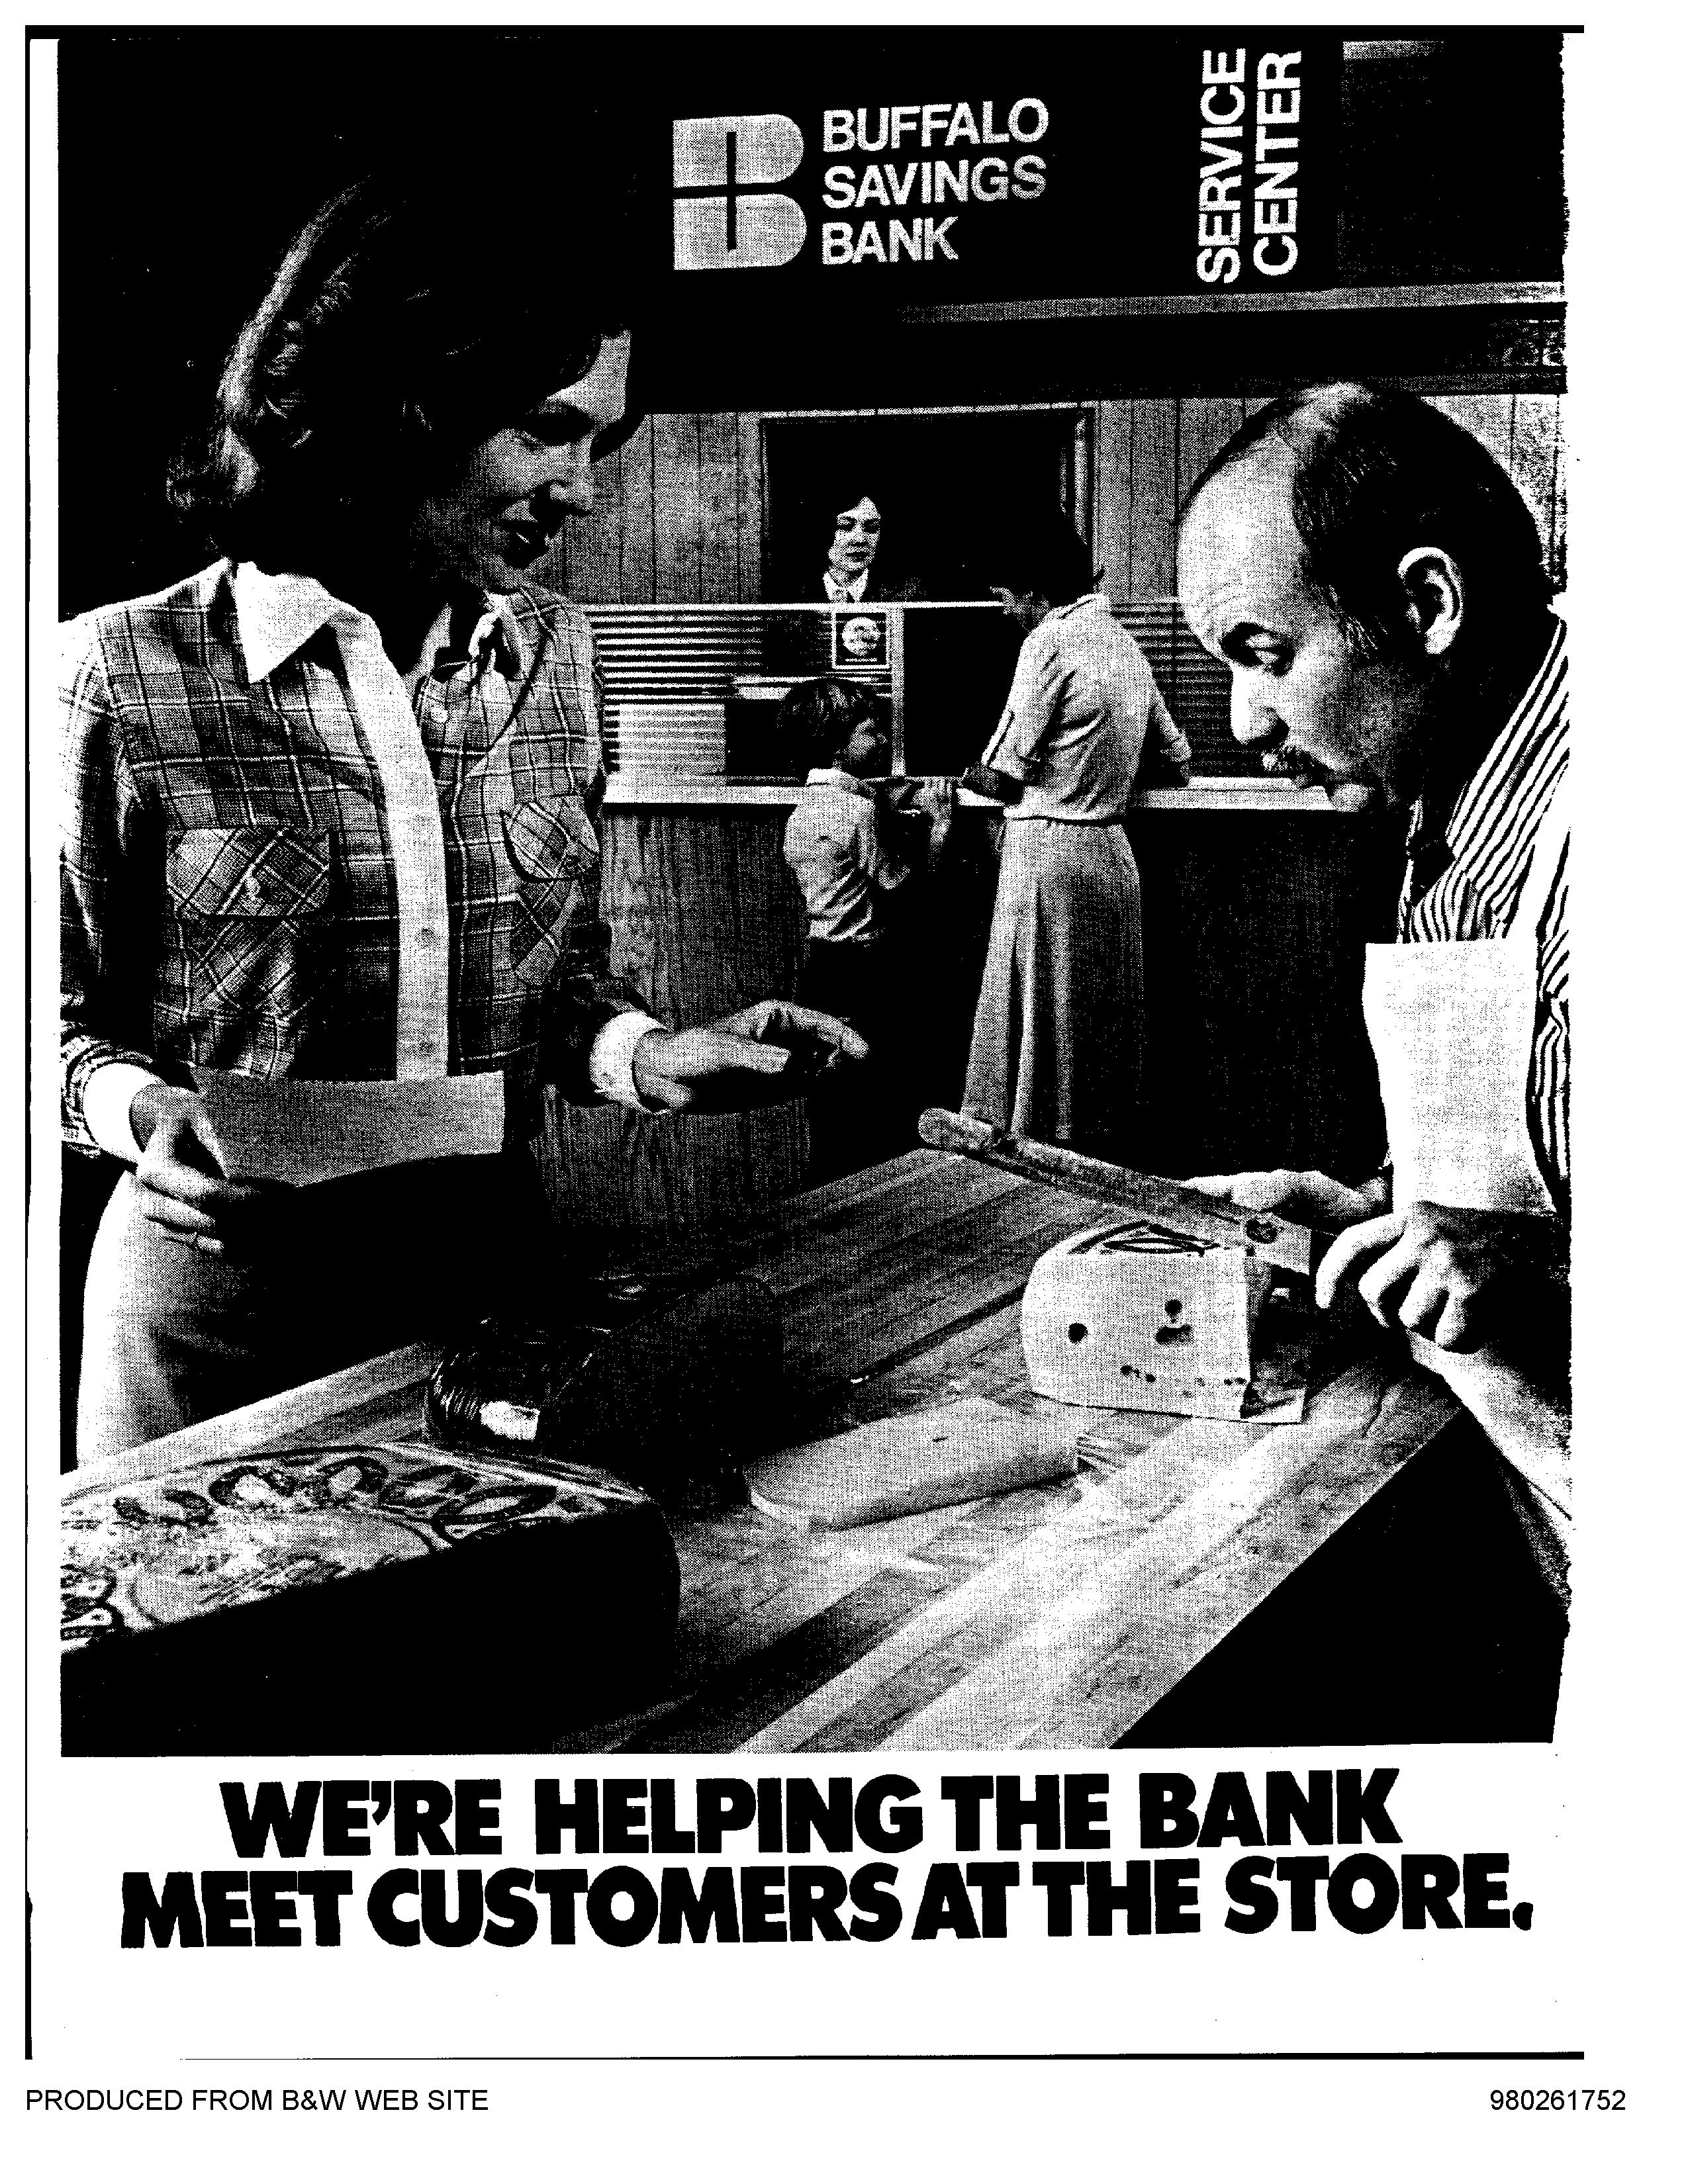 BUFFALO
SAVINGS
BANK
SERVICE
CENTER
WE'RE HELPING THE BANK
MEET CUSTOMERS AT THE STORE.
PRODUCED FROM B&W WEB SITE
980261752